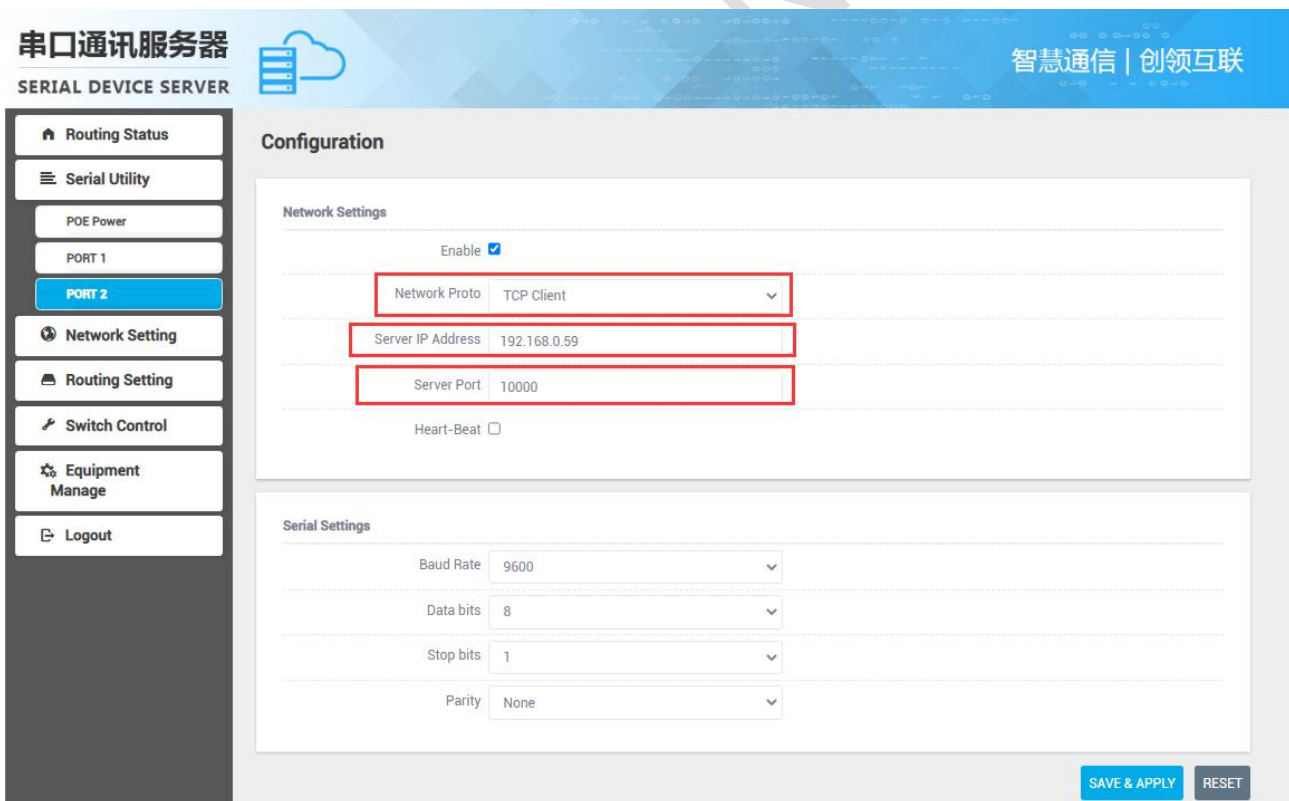 串口通讯服务器
SERIAL DEVICE SERVER
智慧通信 | 创领互联
Routing Status
Serial Utility
POE Power
PORT 1
PORT 2
Network Setting
Routing Setting
Switch Control
Equipment
Manage
Logout
Configuration
Network Settings
Enable
Network Proto TCP Client
Server IP Address 192.168.0.59
Server Port 10000
Heart-Beat
Serial Settings
Baud Rate 9600
Data bits 8
Stop bits 1
Parity None
SAVE & APPLY RESET